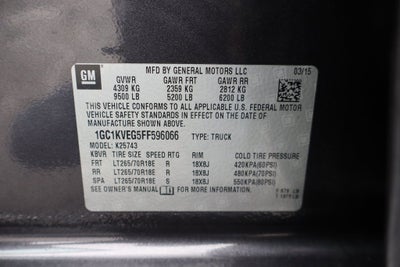 GM
MFD BY GENERAL MOTORS LLC 03/15
GVWR GAWR FRT GAWR RR
4309 KG 2359 KG 2812 KG
9500 LB 5200 LB 6200 LB
THIS VEHICLE CONFORMS TO ALL APPLICABLE U.S. FEDERAL MOTOR
VEHICLE SAFETY STANDARDS IN EFFECT ON THE DATE OF
MANUFACTURE SHOWN ABOVE.
1GC1KVEG5FF596066 TYPE: TRUCK
MODEL: K25743
KBVR TIRE SIZE SPEED RTG RIM COLD TIRE PRESSURE
FRT LT265/70R18E R 18X8J 420KPA(60PSI)
RR LT265/70R18E R 18X8J 480KPA(70PSI)
SPA LT265/70R18E S 18X8J 550KPA(80PSI)
SEE OWNER'S MANUAL FOR MORE INFORMATION.